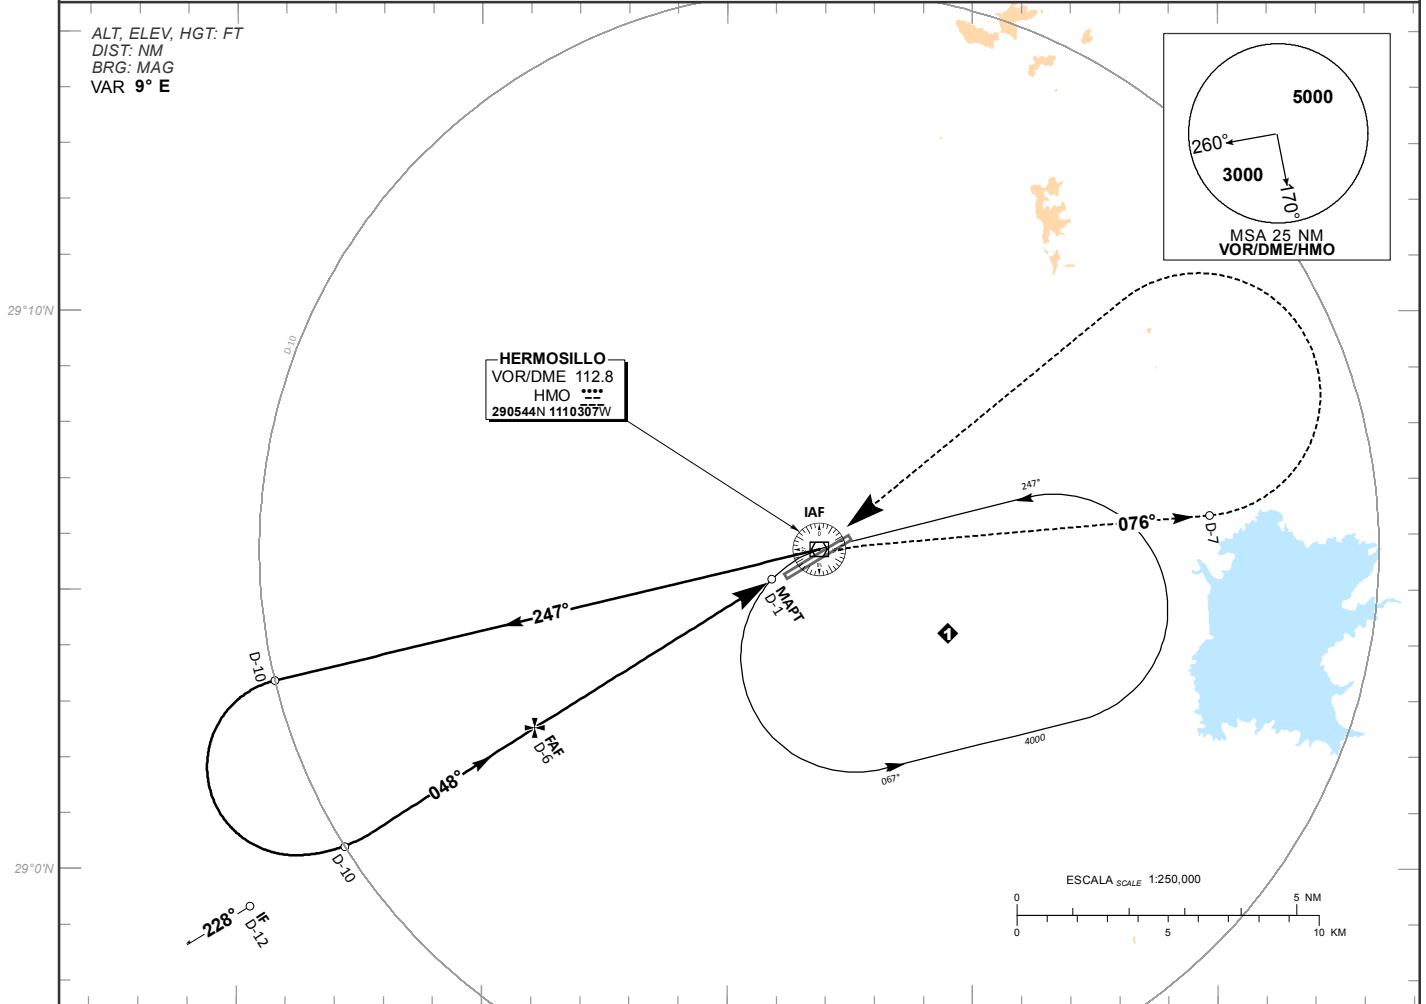 ALT, ELEV, HGT: FT
DIST: NM
BRG: MAG
VAR 9° E
5000
260°
3000
170°
MSA 25 NM
VOR/DME/HMO
29°10'N
D-10
HERMOSILLO
VOR/DME 112.8
HMO
290544N 1110307W
IAF
0
18
247°
076°
D-7
MAPT
D-1
247°
1
D-10
FAF
D-6
048°
4000
067°
D-10
29°0'N
228°
IF
D-12
ESCALA SCALE 1:250,000
0 5 NM
0 5 10 KM